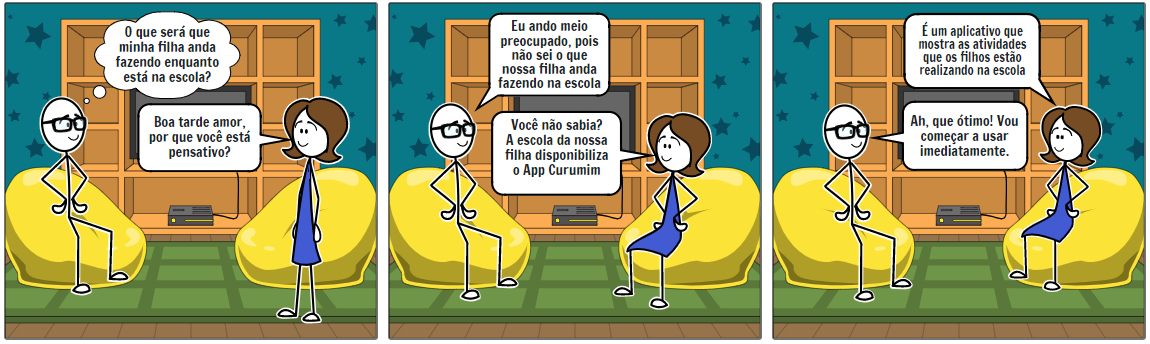 O que será que
minha filha anda
fazendo enquanto
está na escola?
Boa tarde amor,
por que você está
pensativo?
Eu ando meio
preocupado, pois
não sei o que
nossa filha anda
fazendo na escola
Você não sabia?
A escola da nossa
filha disponibiliza
o App Curumim
É um aplicativo que
mostra as atividades
que os filhos estão
realizando na escola
Ah, que ótimo! Vou
começar a usar
imediatamente.